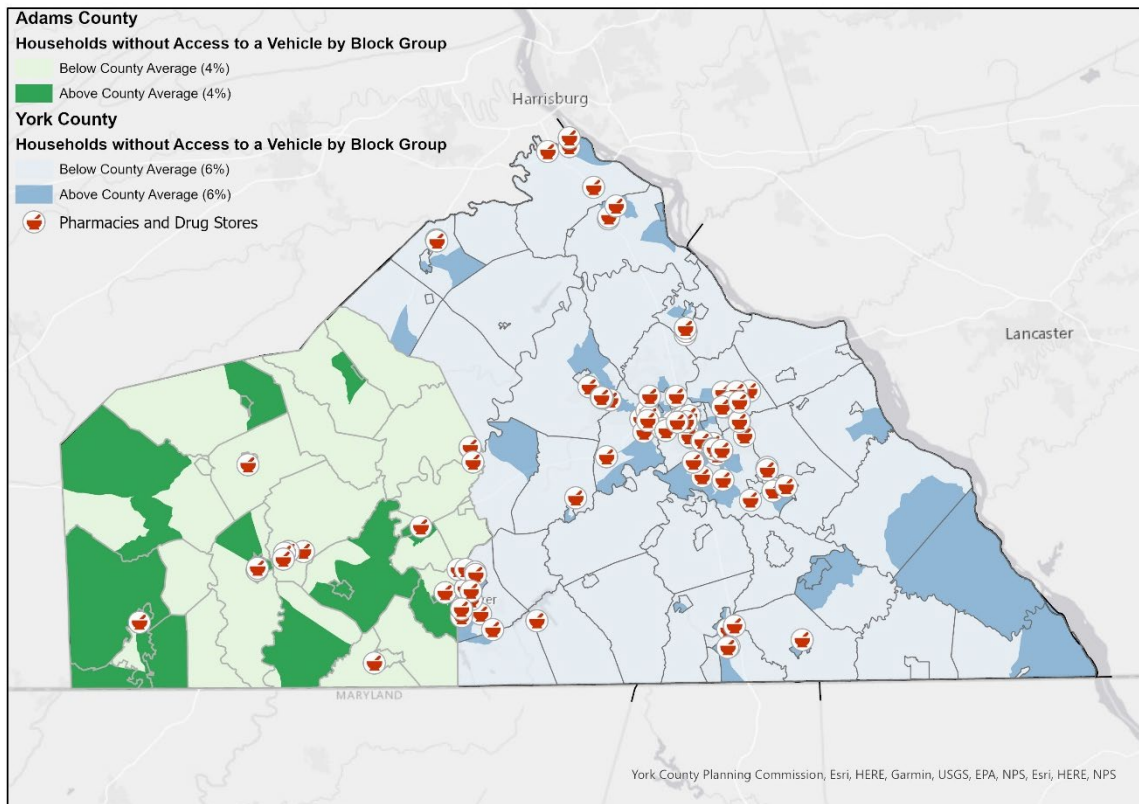 Adams County
Households without Access to a Vehicle by Block Group
Below County Average (4%)
Above County Average (4%)
York County
Households without Access to a Vehicle by Block Group
Below County Average (6%)
Above County Average (6%)
Pharmacies and Drug Stores
Harrisburg
Lancaster
MARYLAND
York County Planning Commission, Esri, HERE, Garmin, USGS, EPA, NPS, Esri, HERE, NPS